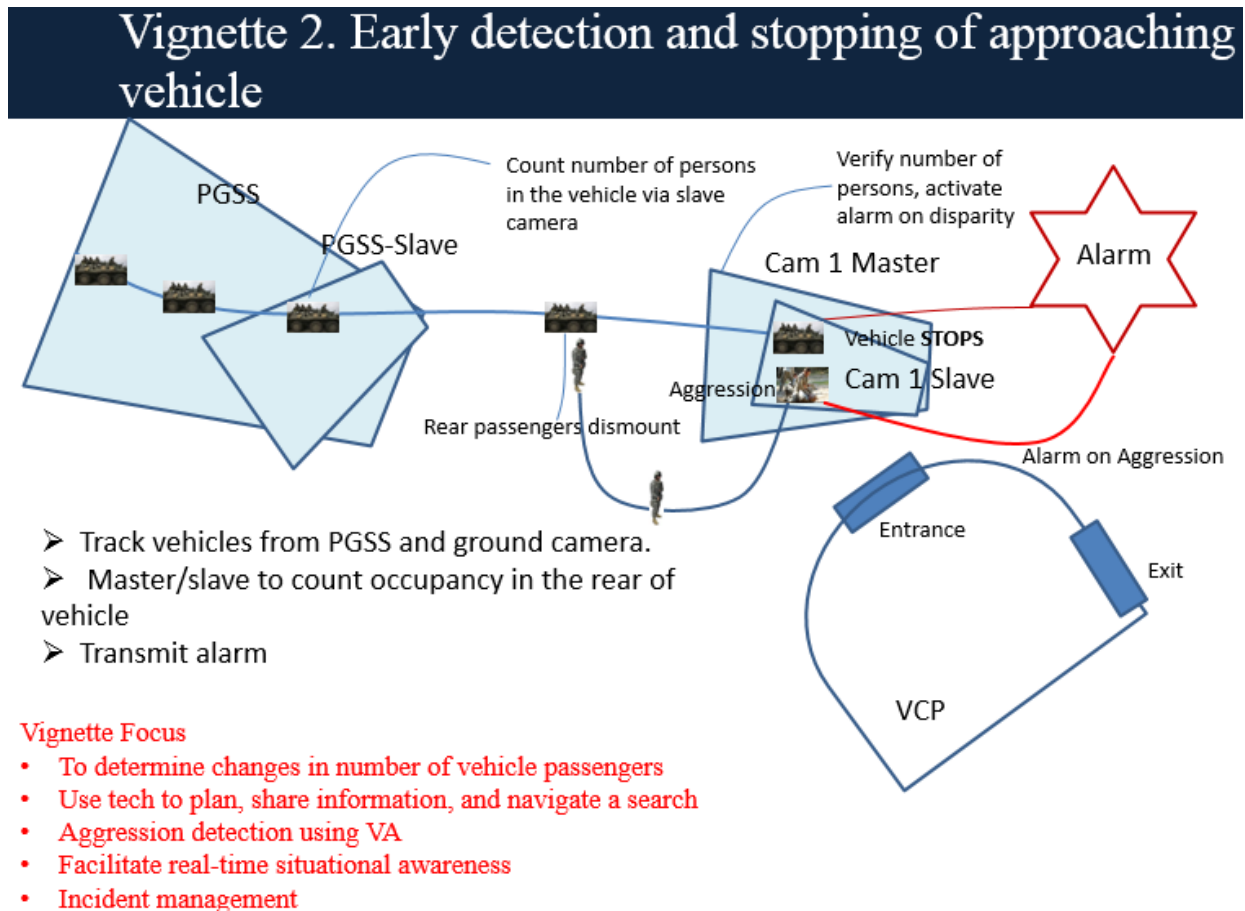 Vignette 2. Early detection and stopping of approaching
vehicle
PGSS
PGSS-Slave
Count number of persons
in the vehicle via slave
camera
Verify number of
persons, activate
alarm on disparity
Cam 1 Master
Alarm
Vehicle STOPS
Cam 1 Slave
Aggression
Rear passengers dismount
Alarm on Aggression
Entrance
Exit
VCP
➢ Track vehicles from PGSS and ground camera.
➢ Master/slave to count occupancy in the rear of
vehicle
➢ Transmit alarm
Vignette Focus
• To determine changes in number of vehicle passengers
• Use tech to plan, share information, and navigate a search
• Aggression detection using VA
• Facilitate real-time situational awareness
• Incident management